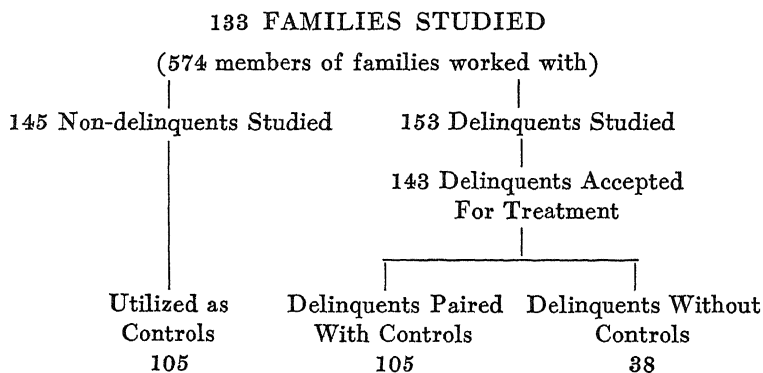 133 FAMILIES STUDIED
(574 members of families worked with)
145 Non-delinquents Studied
153 Delinquents Studied
143 Delinquents Accepted
For Treatment
Utilized as
Controls
105
Delinquents Paired
With Controls
105
Delinquents Without
Controls
38